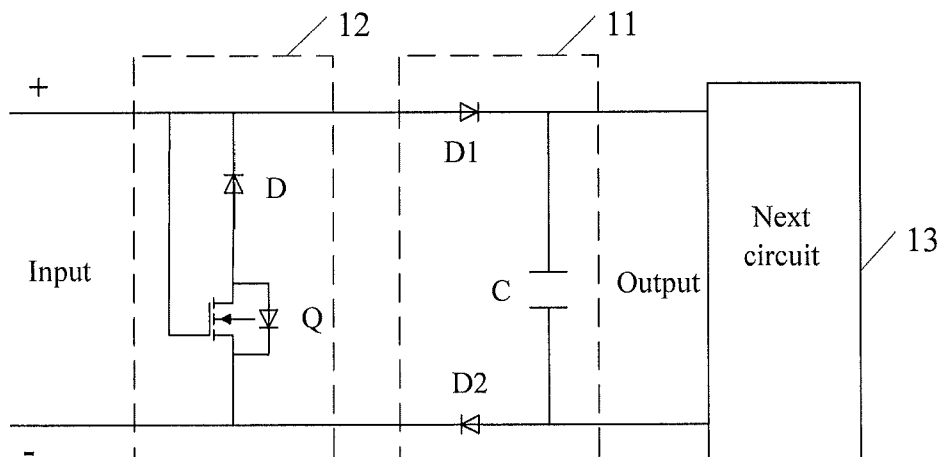 12
11
+
D1
D
Next
circuit
13
Input
Q
C
Output
D2
-